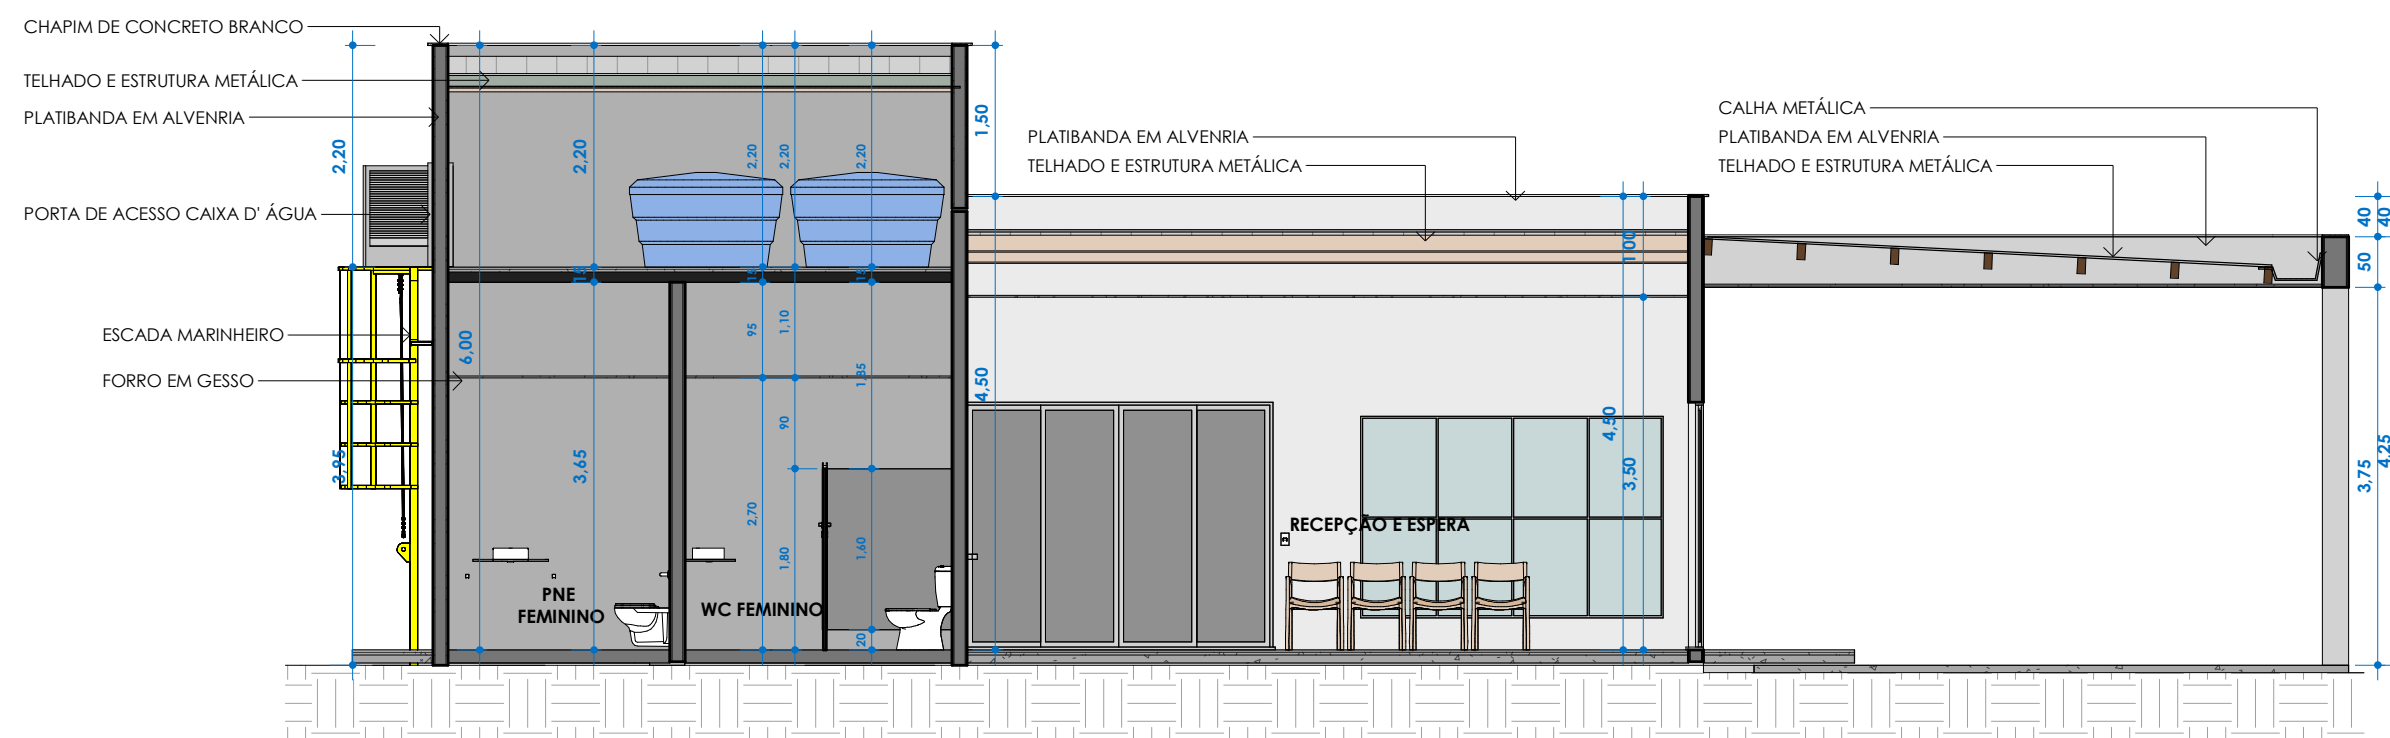 CHAPIM DE CONCRETO BRANCO
TELHADO E ESTRUTURA METÁLICA
PLATIBANDA EM ALVENRIA
PORTA DE ACESSO CAIXA D' ÁGUA
ESCADA MARINHEIRO
FORRO EM GESSO
PLATIBANDA EM ALVENRIA
TELHADO E ESTRUTURA METÁLICA
CALHA METÁLICA
PLATIBANDA EM ALVENRIA
TELHADO E ESTRUTURA METÁLICA
2,20
3,95
6,00
2,20
15
3,65
2,20
15
95
2,70
2,20
1,10
90
1,80
2,20
15
1,85
1,60
20
1,50
4,50
4,50
1,00
3,50
40
50
3,75
40
4,25
PNE
FEMININO
WC FEMININO
RECEPÇÃO E ESPERA